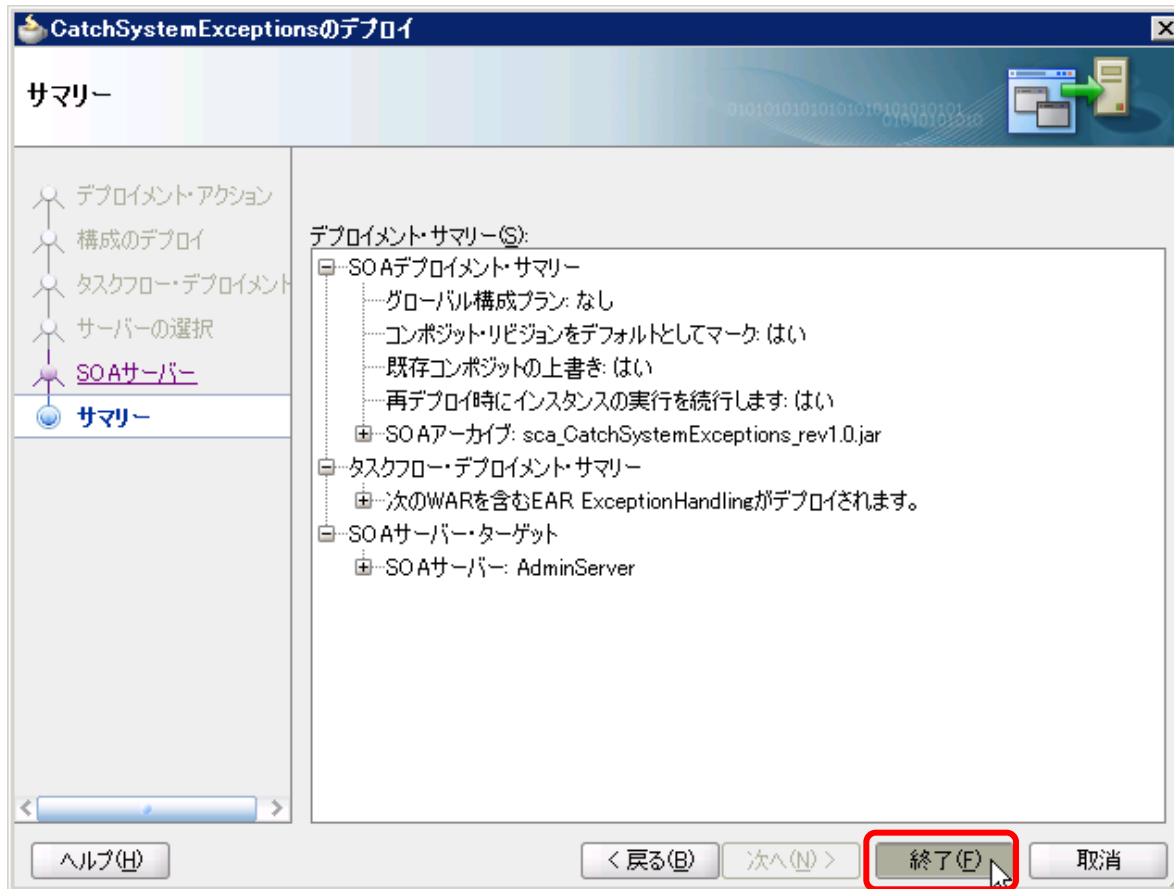 CatchSystemExceptionsのデプロイ
サマリー
デプロイメント・アクション
構成のデプロイ
タスクフロー・デプロイメント
サーバーの選択
SOAサーバー
サマリー
デプロイメント・サマリー(S):
SOAデプロイメント・サマリー
グローバル構成プラン: なし
コンポジット・リビジョンをデフォルトとしてマーク: はい
既存コンポジットの上書き: はい
再デプロイ時にインスタンスの実行を続行します: はい
SOAアーカイブ: sca_CatchSystemExceptions_rev1.0.jar
タスクフロー・デプロイメント・サマリー
次のWARを含むEAR ExceptionHandlingがデプロイされます。
SOAサーバー・ターゲット
SOAサーバー: AdminServer
ヘルプ(H)
< 戻る(B)
次へ(N) >
終了(F)
取消